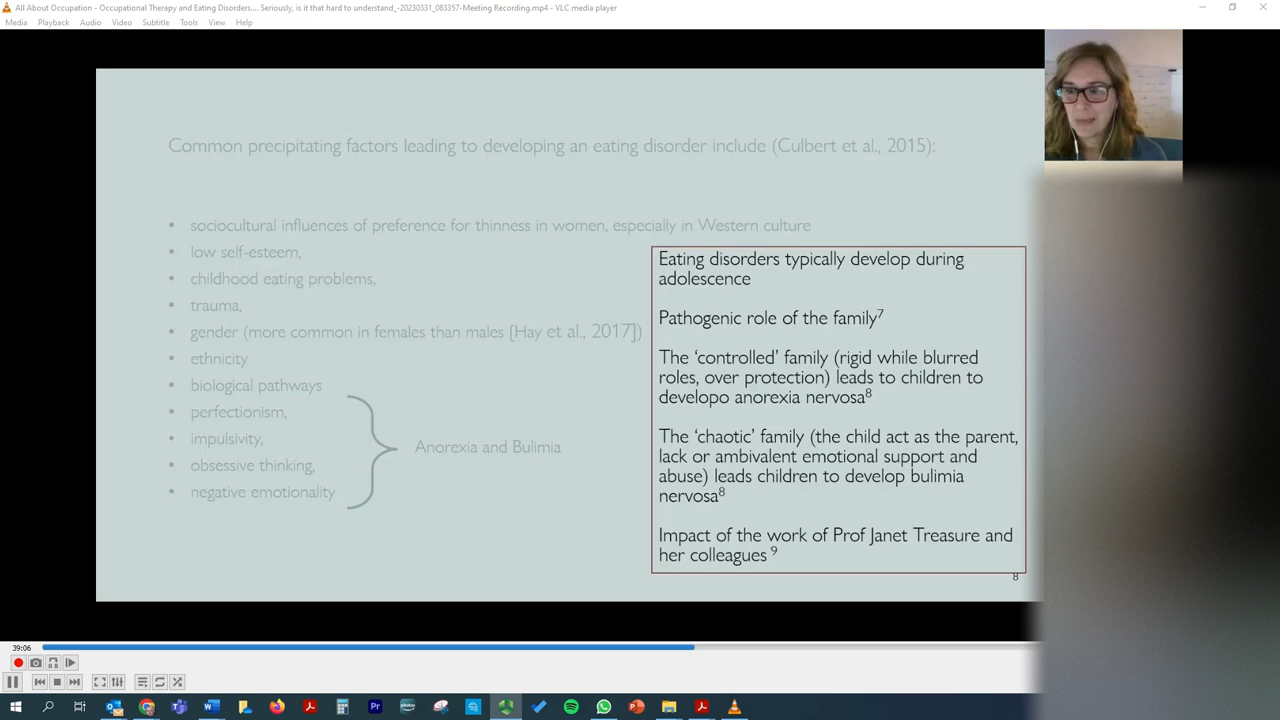 All About Occupation - Occupational Therapy and Eating Disorders.... Seriously, is it that hard to understand_-20230331_083357-Meeting Recording.mp4 - VLC media player
Media Playback Audio Video Subtitle Tools View Help
Common precipitating factors leading to developing an eating disorder include (Culbert et al., 2015):
• sociocultural influences of preference for thinness in women, especially in Western culture
• low self-esteem,
• childhood eating problems,
• trauma,
• gender (more common in females than males [Hay et al., 2017])
• ethnicity
• biological pathways
• perfectionism,
• impulsivity,
• obsessive thinking,
• negative emotionality
Anorexia and Bulimia
Eating disorders typically develop during
adolescence
Pathogenic role of the family⁷
The ‘controlled’ family (rigid while blurred
roles, over protection) leads to children to
developo anorexia nervosa⁸
The ‘chaotic’ family (the child act as the parent,
lack or ambivalent emotional support and
abuse) leads children to develop bulimia
nervosa⁸
Impact of the work of Prof Janet Treasure and
her colleagues ⁹
8
39:06